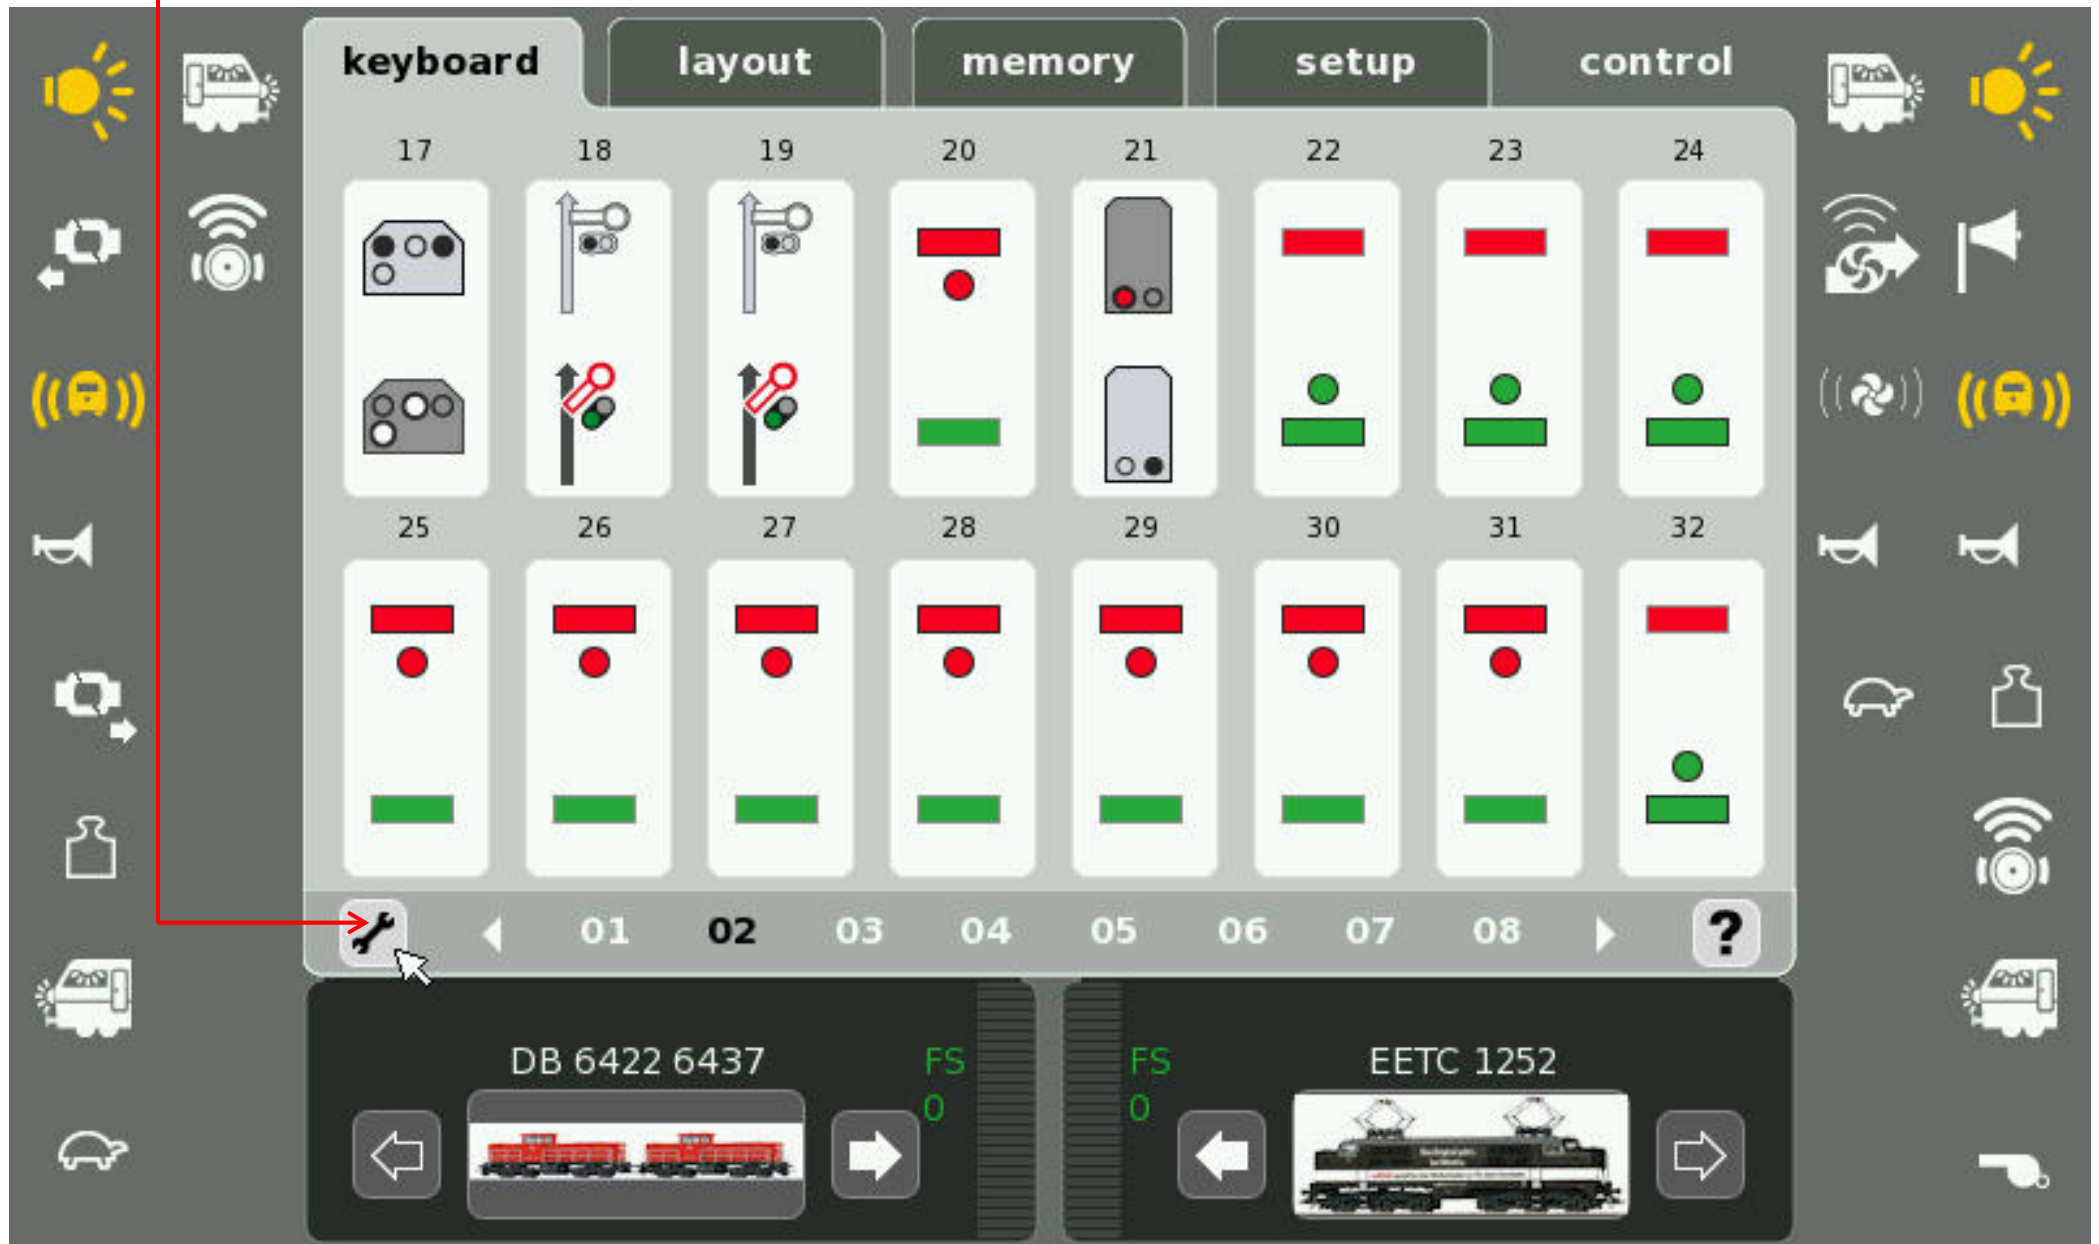 keyboard layout memory setup control
17 18 19 20 21 22 23 24
25 26 27 28 29 30 31 32
01 02 03 04 05 06 07 08 ?
DB 6422 6437 FS FS EETC 1252
0 0